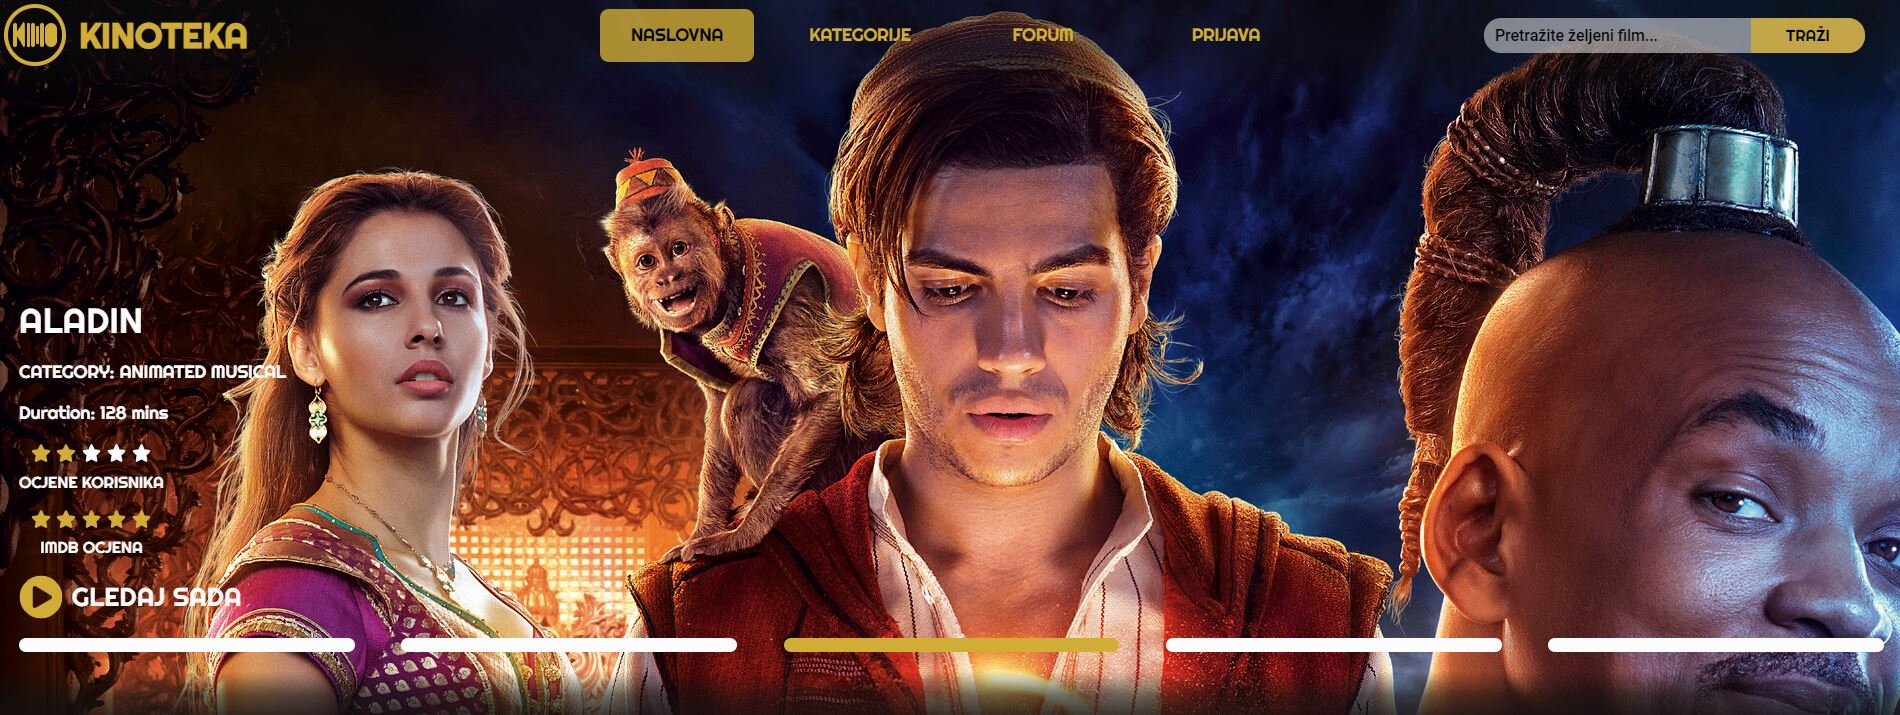 KINO KINOTEKA
NASLOVNA
KATEGORIJE
FORUM
PRIJAVA
Pretražite željeni film...
TRAŽI
ALADIN
CATEGORY: ANIMATED MUSICAL
Duration: 128 mins
OCJENE KORISNIKA
IMDB OCJENA
GLEDAJ SADA